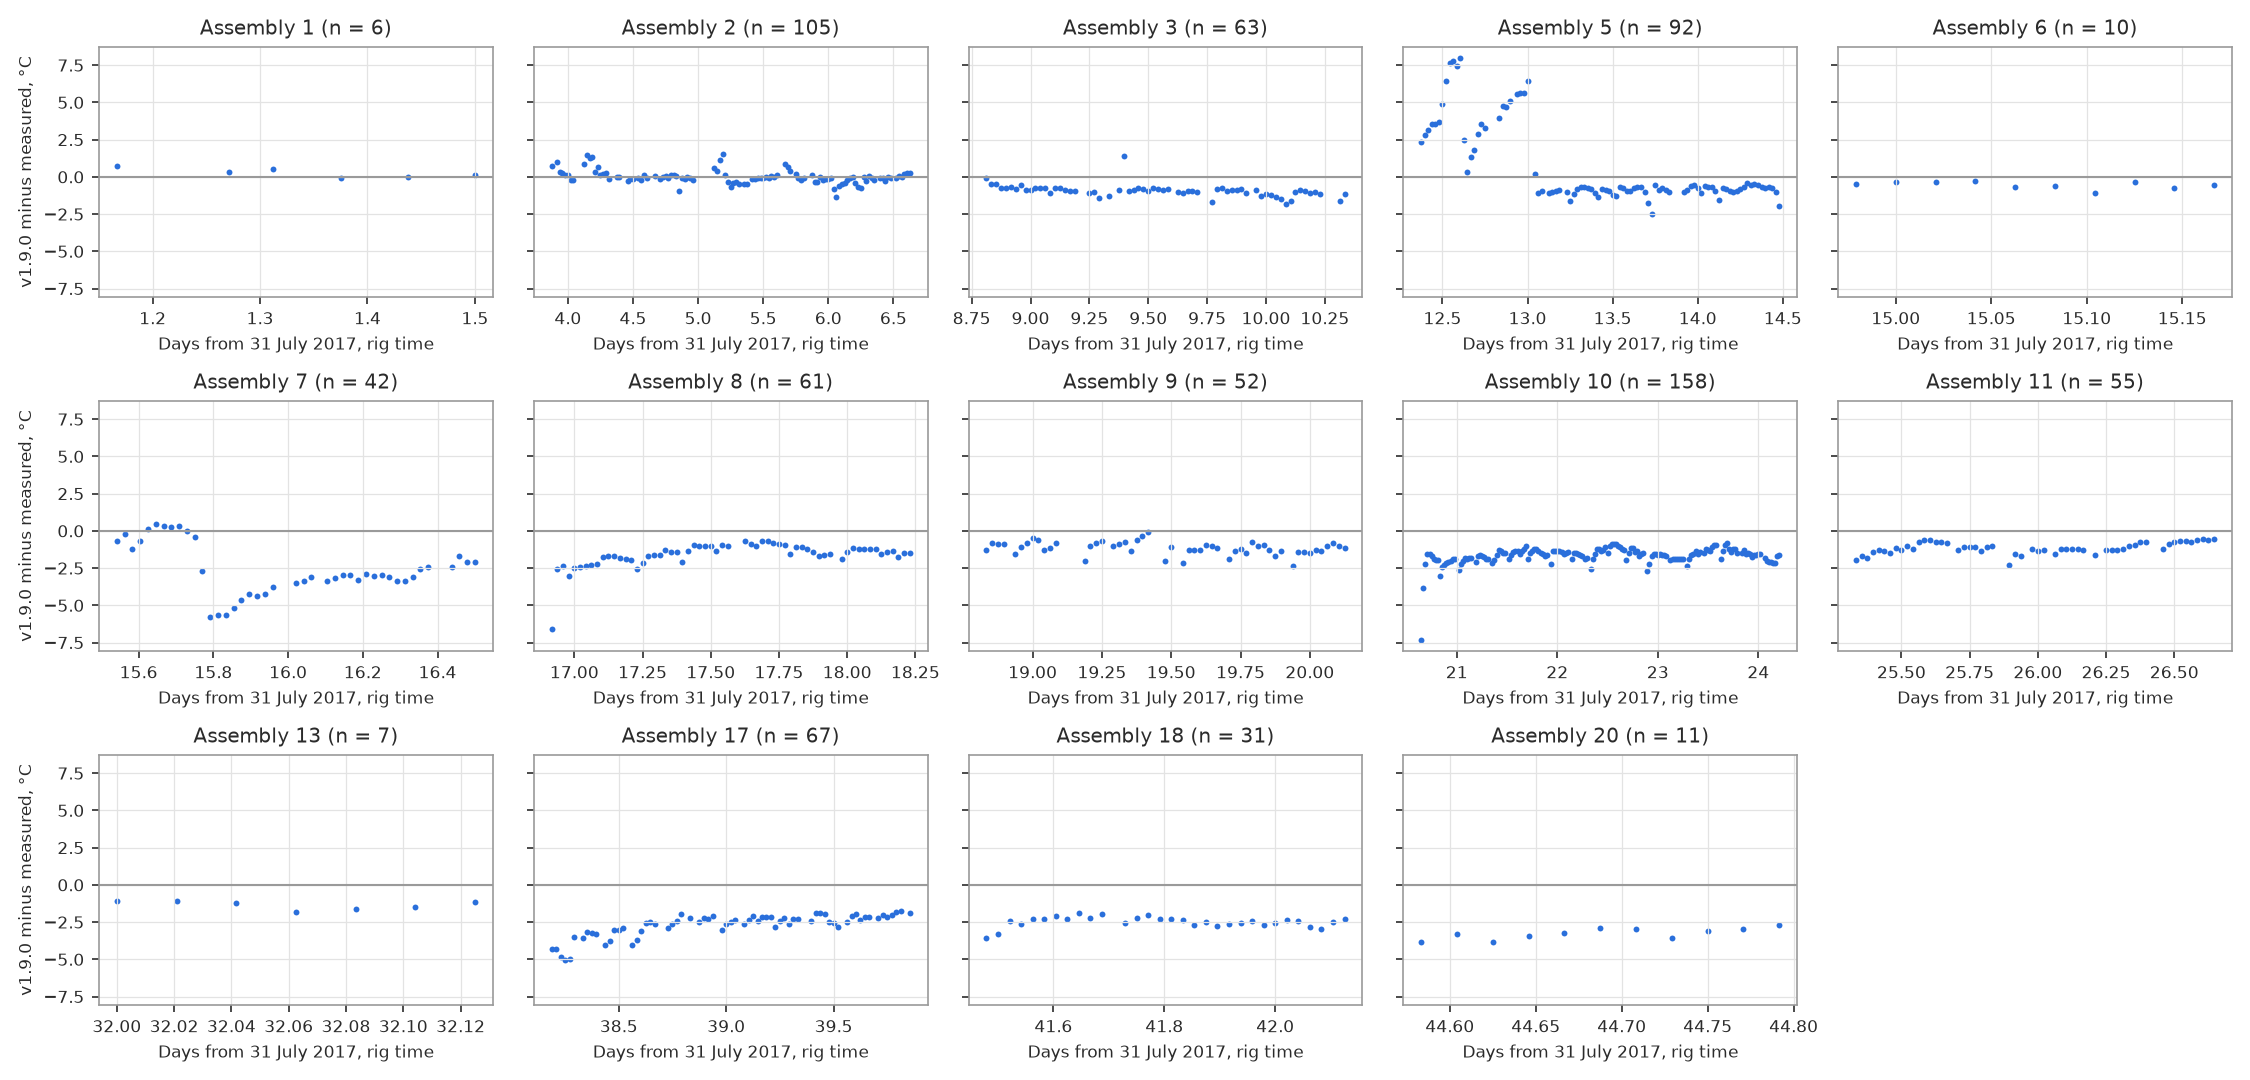 Assembly 1 (n = 6)
Assembly 2 (n = 105)
Assembly 3 (n = 63)
Assembly 5 (n = 92)
Assembly 6 (n = 10)
v1.9.0 minus measured, °C
7.5
5.0
2.5
0.0
−2.5
−5.0
−7.5
1.2 1.3 1.4 1.5
4.0 4.5 5.0 5.5 6.0 6.5
8.75 9.00 9.25 9.50 9.75 10.00 10.25
12.5 13.0 13.5 14.0 14.5
15.00 15.05 15.10 15.15
Days from 31 July 2017, rig time
Days from 31 July 2017, rig time
Days from 31 July 2017, rig time
Days from 31 July 2017, rig time
Days from 31 July 2017, rig time
Assembly 7 (n = 42)
Assembly 8 (n = 61)
Assembly 9 (n = 52)
Assembly 10 (n = 158)
Assembly 11 (n = 55)
v1.9.0 minus measured, °C
7.5
5.0
2.5
0.0
−2.5
−5.0
−7.5
15.6 15.8 16.0 16.2 16.4
17.00 17.25 17.50 17.75 18.00 18.25
19.00 19.25 19.50 19.75 20.00
21 22 23 24
25.50 25.75 26.00 26.25 26.50
Days from 31 July 2017, rig time
Days from 31 July 2017, rig time
Days from 31 July 2017, rig time
Days from 31 July 2017, rig time
Days from 31 July 2017, rig time
Assembly 13 (n = 7)
Assembly 17 (n = 67)
Assembly 18 (n = 31)
Assembly 20 (n = 11)
v1.9.0 minus measured, °C
7.5
5.0
2.5
0.0
−2.5
−5.0
−7.5
32.00 32.02 32.04 32.06 32.08 32.10 32.12
38.5 39.0 39.5
41.6 41.8 42.0
44.60 44.65 44.70 44.75 44.80
Days from 31 July 2017, rig time
Days from 31 July 2017, rig time
Days from 31 July 2017, rig time
Days from 31 July 2017, rig time